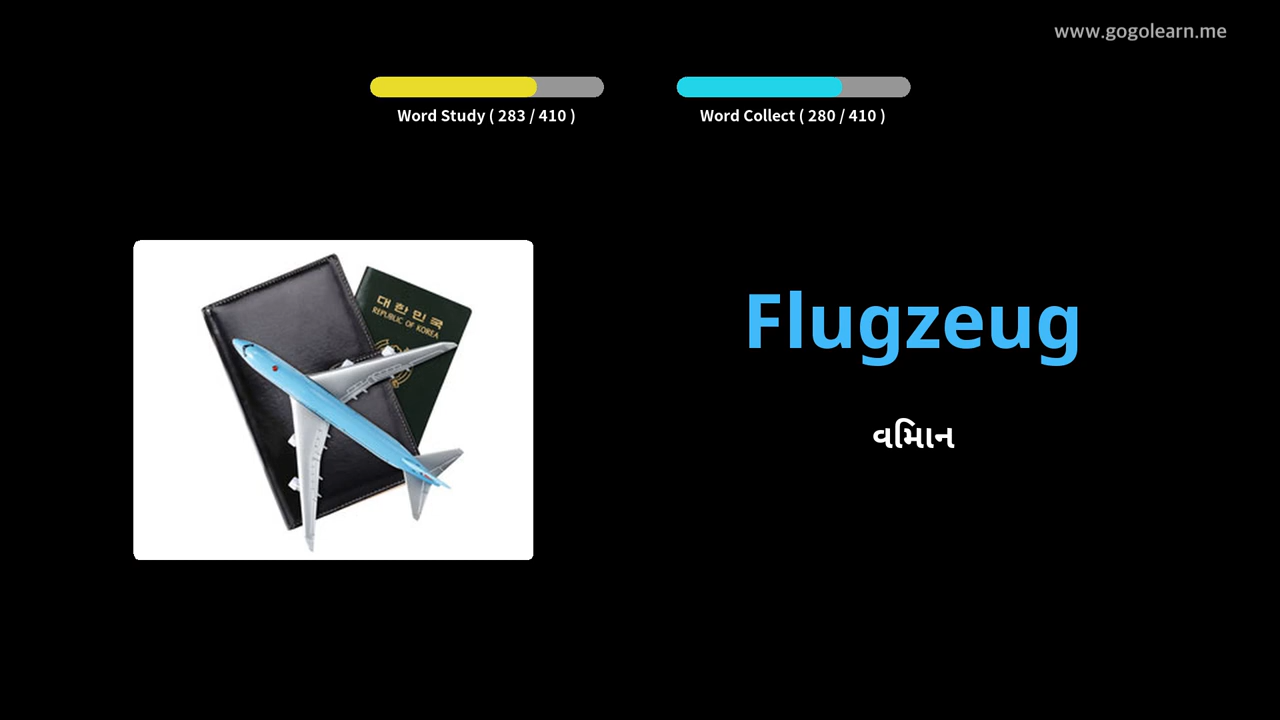 www.gogolearn.me
Word Study ( 283 / 410 )
Word Collect ( 280 / 410 )
대한민국
REPUBLIC OF KOREA
Flugzeug
વિમાન